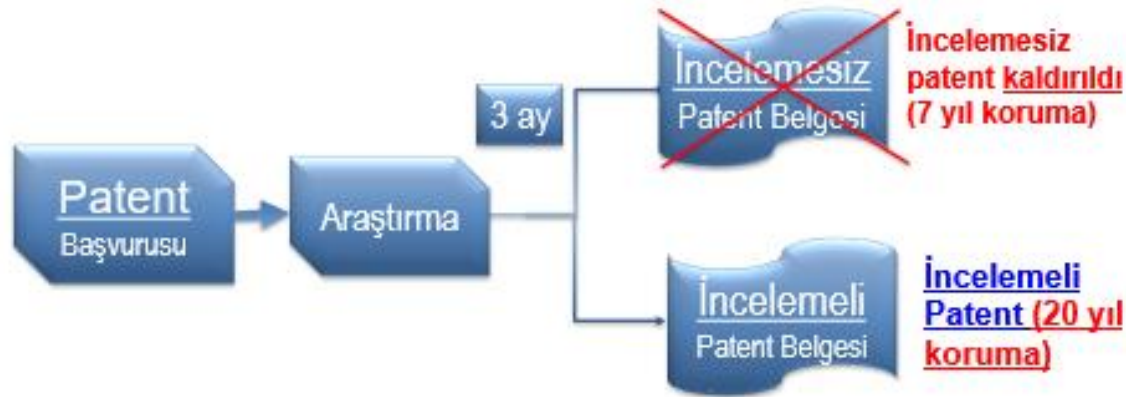 Patent
Başvurusu
Araştırma
3 ay
İncelemesiz
Patent Belgesi
İncelemesiz
patent kaldırıldı
(7 yıl koruma)
İncelemeli
Patent Belgesi
İncelemeli
Patent (20 yıl
koruma)